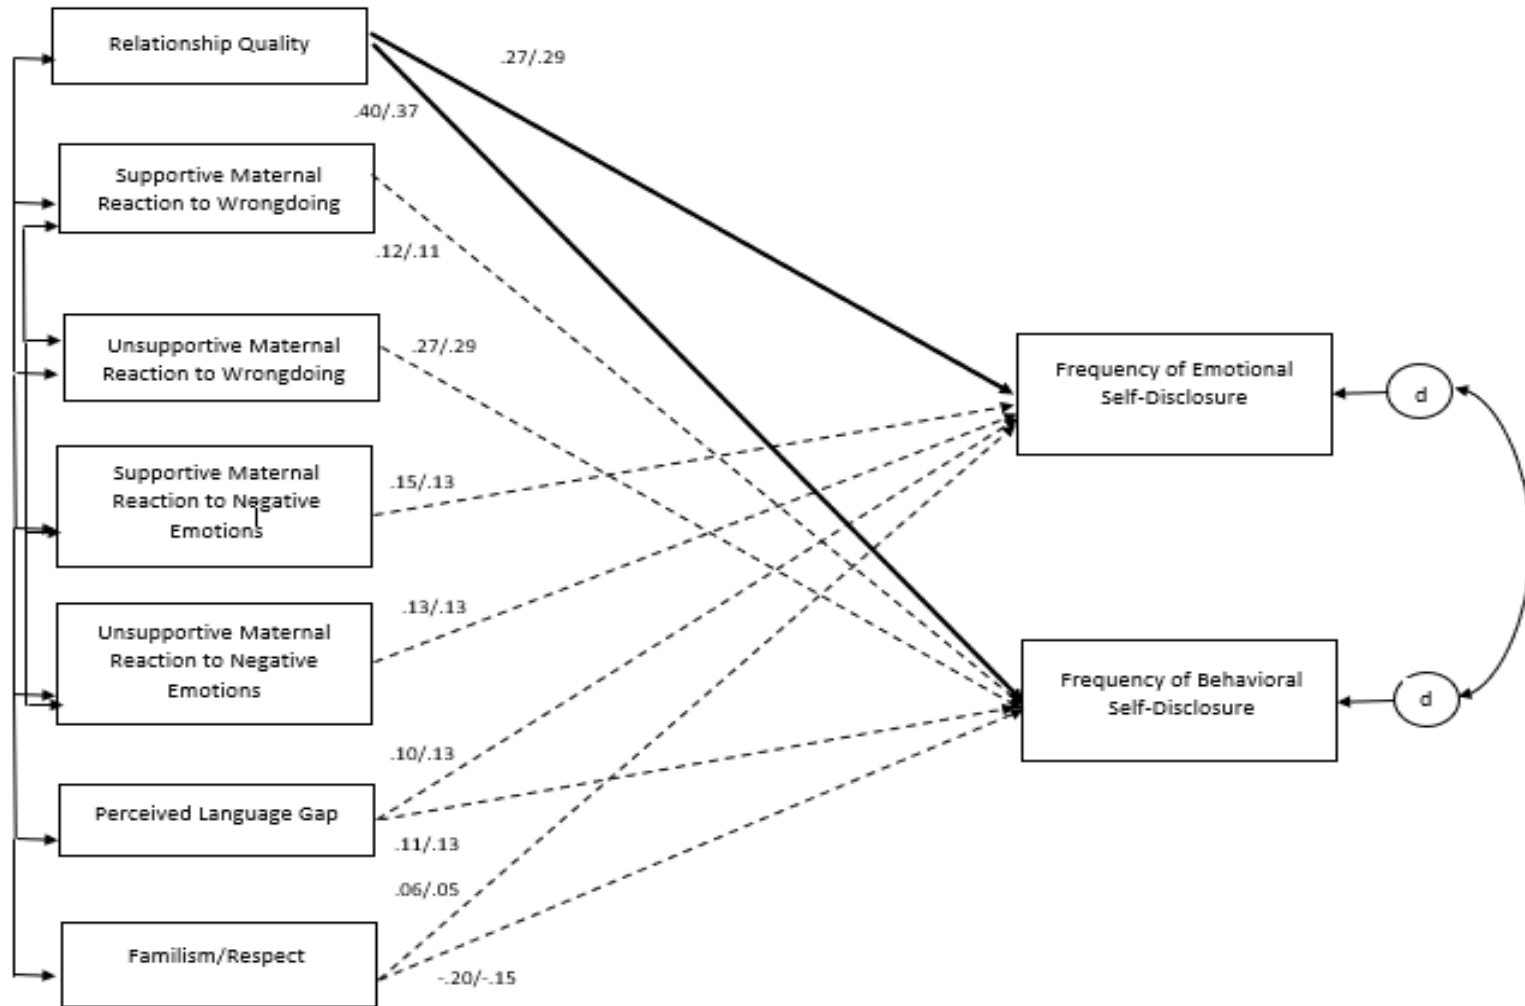 Relationship Quality
.27/.29
.40/.37
Supportive Maternal
Reaction to Wrongdoing
.12/.11
Unsupportive Maternal
Reaction to Wrongdoing
.27/.29
Frequency of Emotional
Self-Disclosure
d
Supportive Maternal
Reaction to Negative
Emotions
.15/.13
Unsupportive Maternal
Reaction to Negative
Emotions
.13/.13
Frequency of Behavioral
Self-Disclosure
d
.10/.13
Perceived Language Gap
.11/.13
.06/.05
Familism/Respect
-.20/-.15